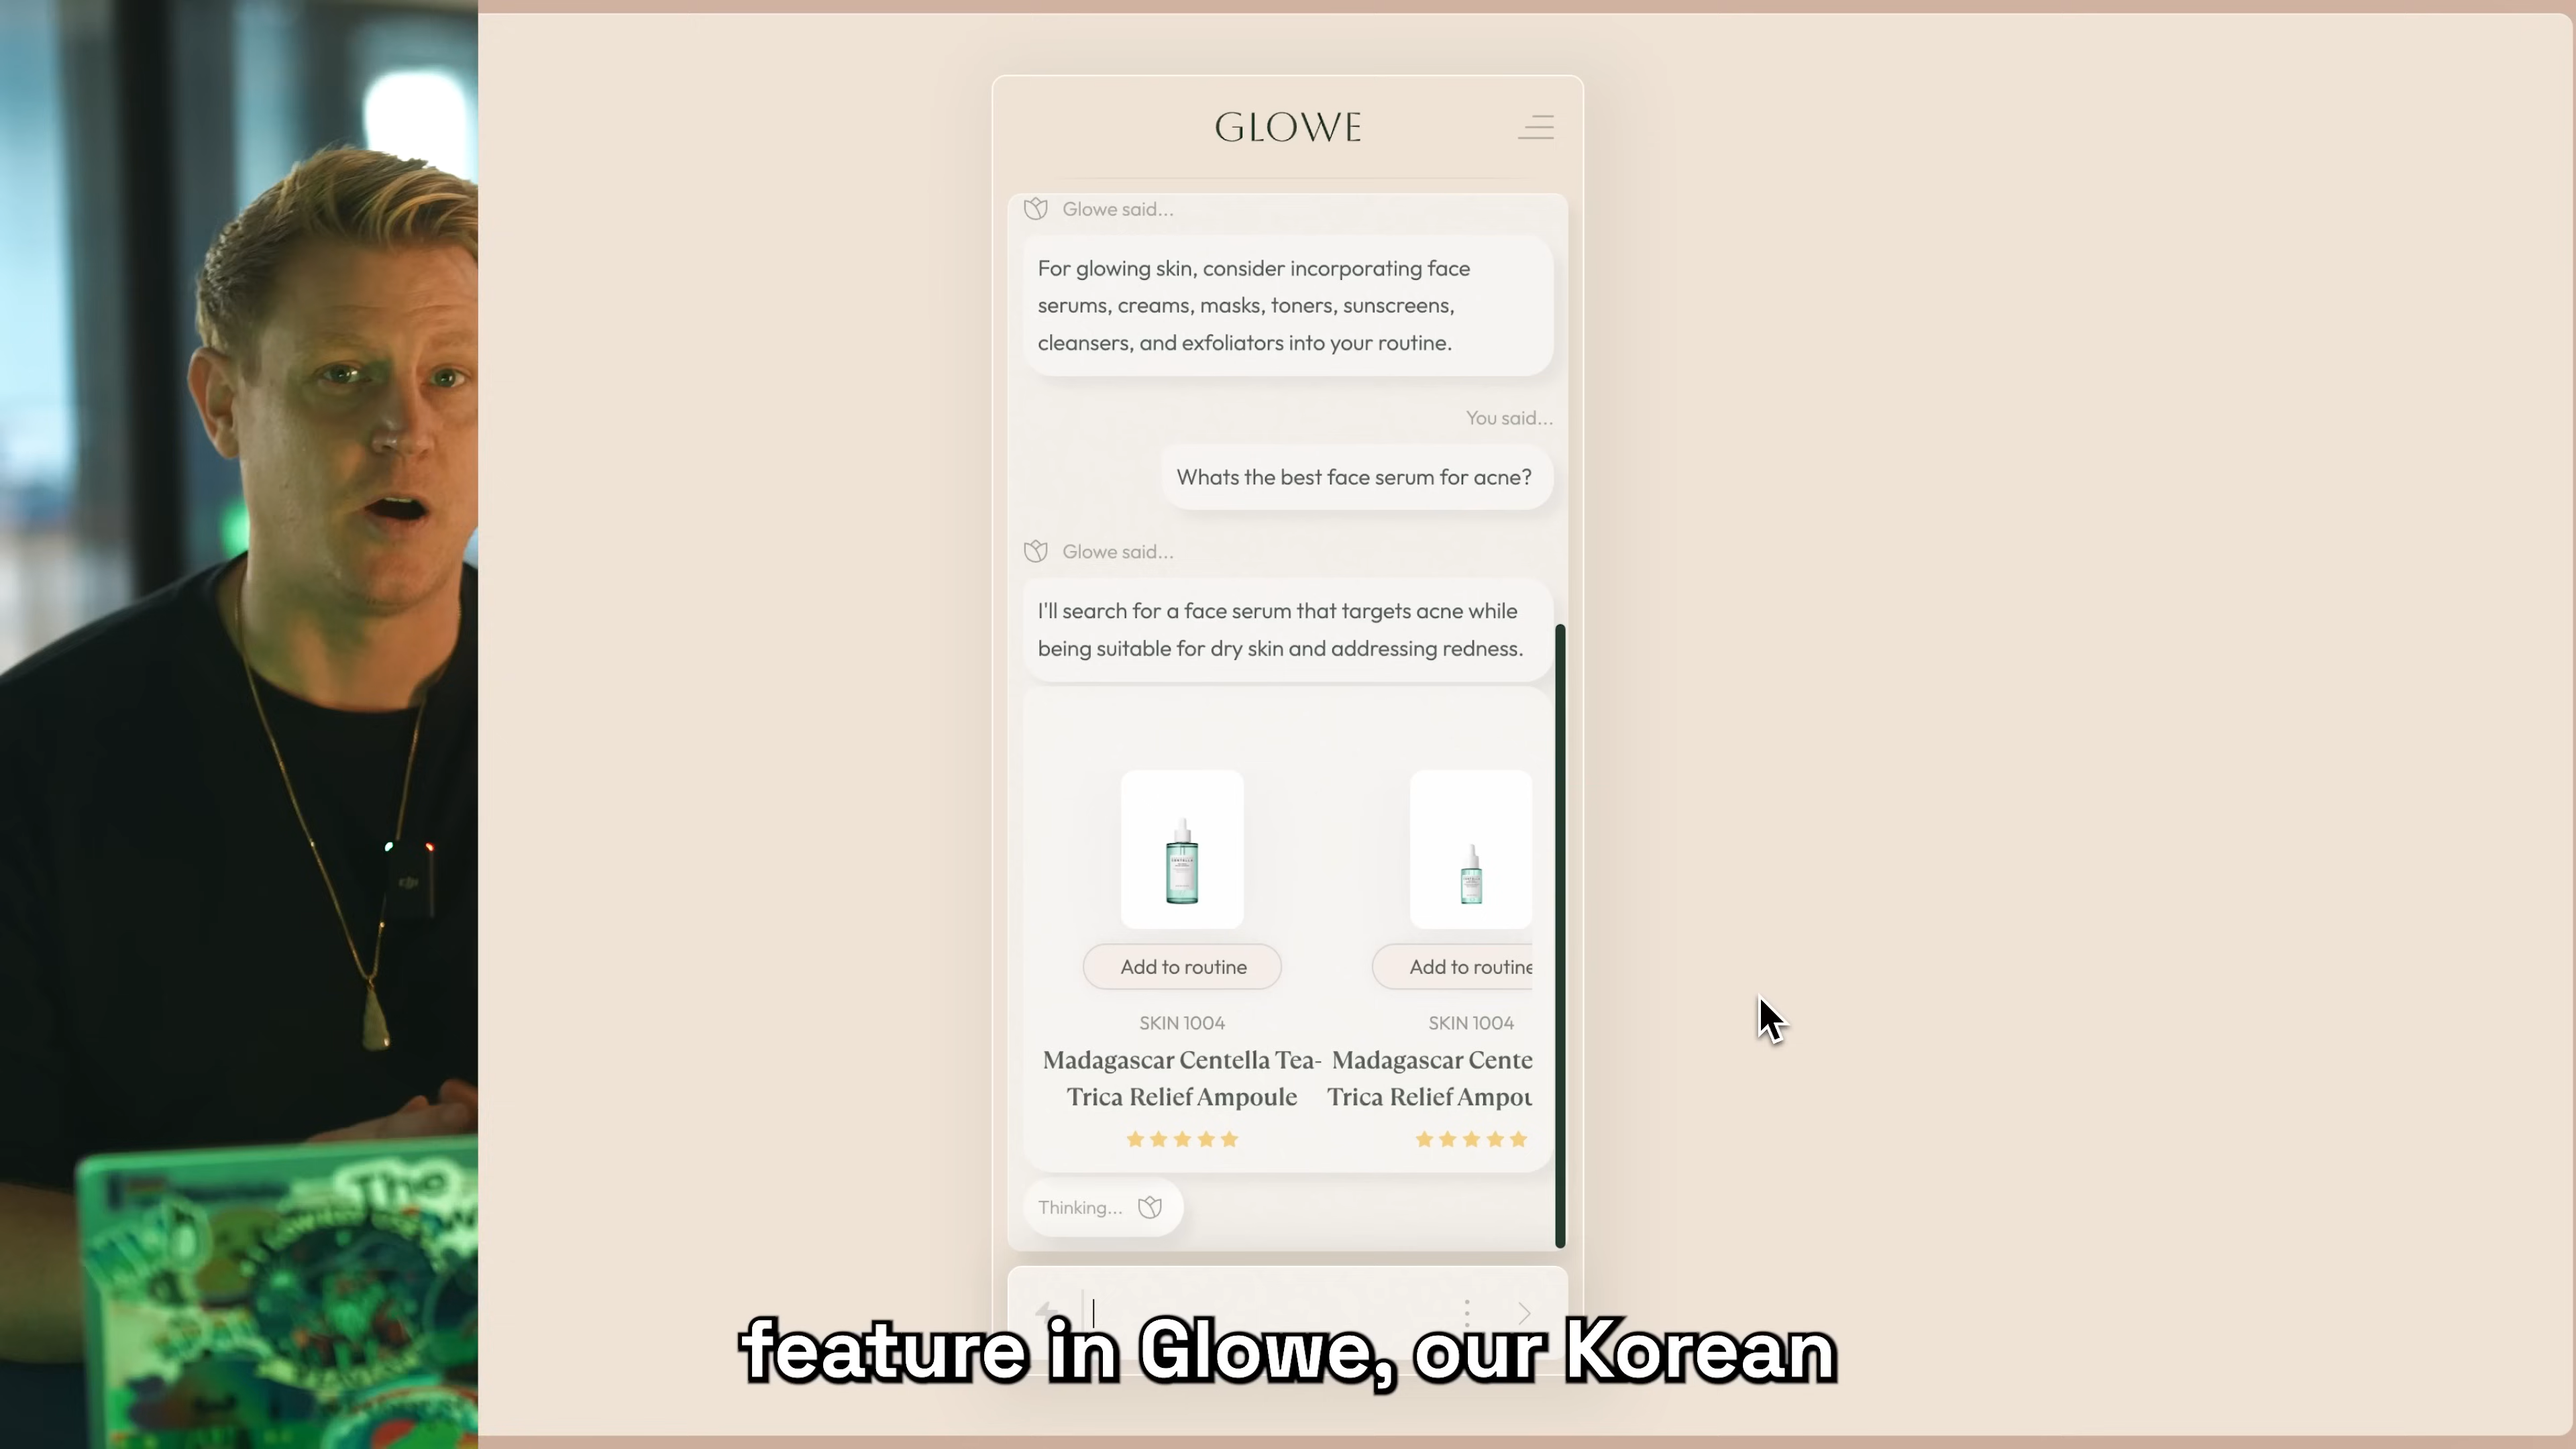 GLOWE
Glowe said...
For glowing skin, consider incorporating face
serums, creams, masks, toners, sunscreens,
cleansers, and exfoliators into your routine.
You said...
Whats the best face serum for acne?
Glowe said...
I'll search for a face serum that targets acne while
being suitable for dry skin and addressing redness.
Add to routine
SKIN 1004
Madagascar Centella Tea-
Trica Relief Ampoule
Add to routine
SKIN 1004
Madagascar Cente
Trica Relief Ampou
Thinking...
feature in Glowe, our Korean
The
dji